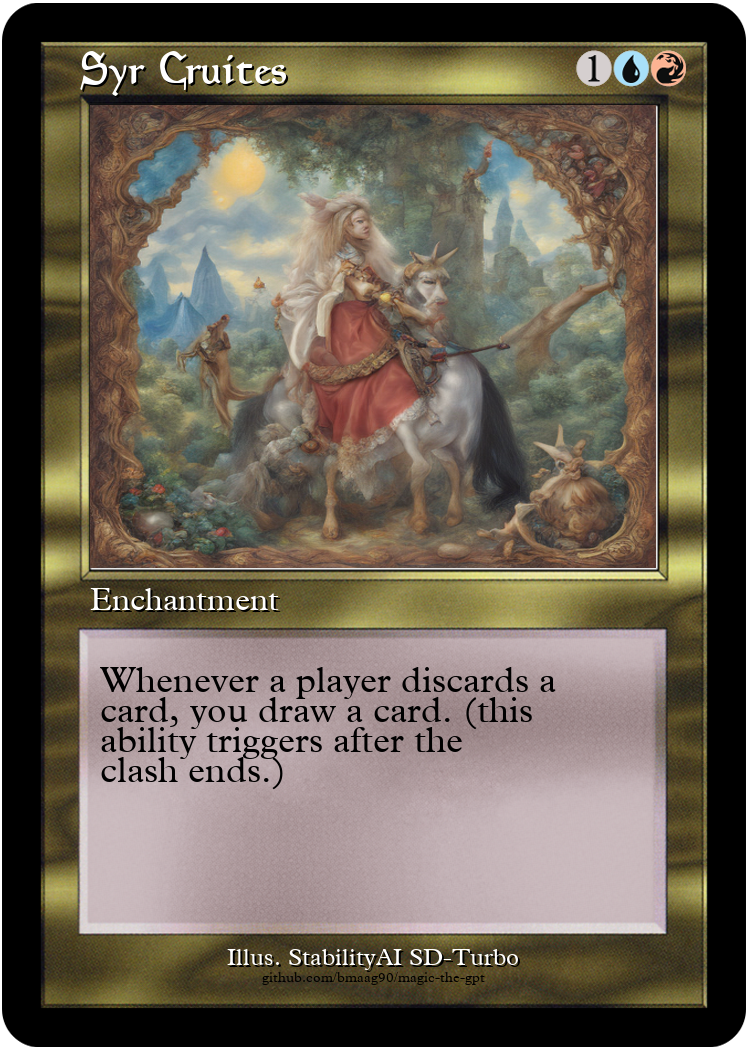 Syr Cruites 1
Enchantment
Whenever a player discards a
card, you draw a card. (this
ability triggers after the
clash ends.)
Illus. StabilityAI SD-Turbo
github.com/bmaag90/magic-the-gpt